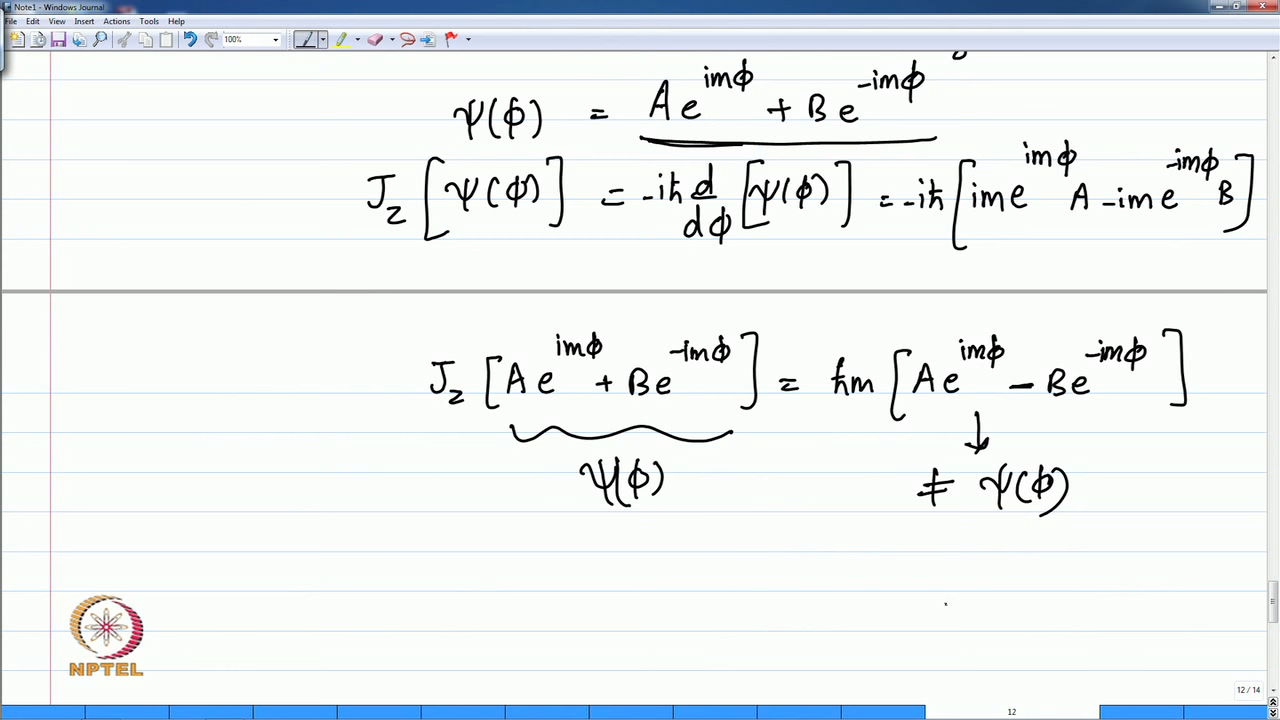 Note1 - Windows Journal
File Edit View Insert Actions Tools Help
100%
ψ(ϕ) = Ae^{imϕ} + Be^{-imϕ}
J_z [ψ(ϕ)] = -iħ d/dϕ [ψ(ϕ)] = -iħ [ime^{imϕ} A - ime^{-imϕ} B]
J_z [Ae^{imϕ} + Be^{-imϕ}] = ħm [Ae^{imϕ} - Be^{-imϕ}]
ψ(ϕ) ↓ ≠ ψ(ϕ)
NPTEL
12 / 14
12